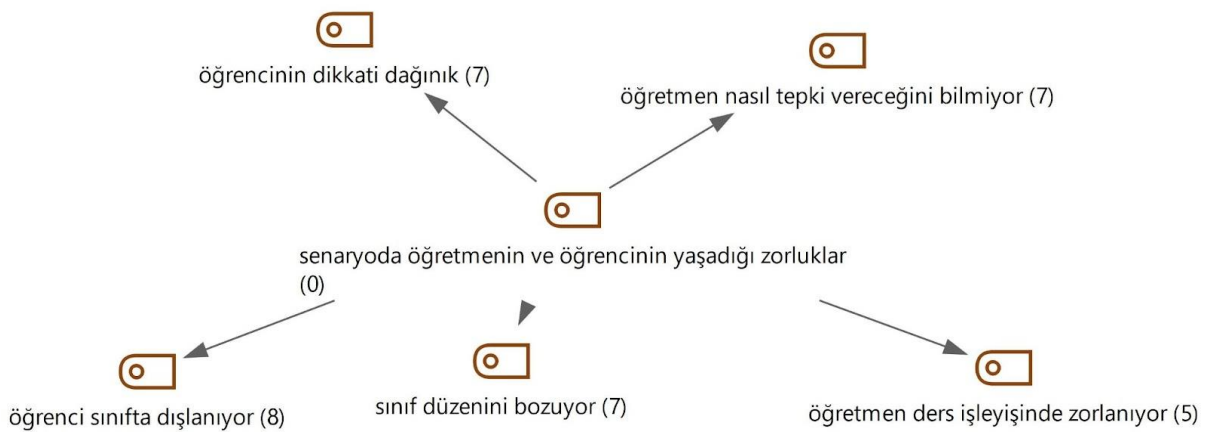 öğrencinin dikkati dağınık (7)
öğretmen nasıl tepki vereceğini bilmiyor (7)
senaryoda öğretmenin ve öğrencinin yaşadığı zorluklar
(0)
öğrenci sınıfta dışlanıyor (8)
sınıf düzenini bozuyor (7)
öğretmen ders işleyişinde zorlanıyor (5)